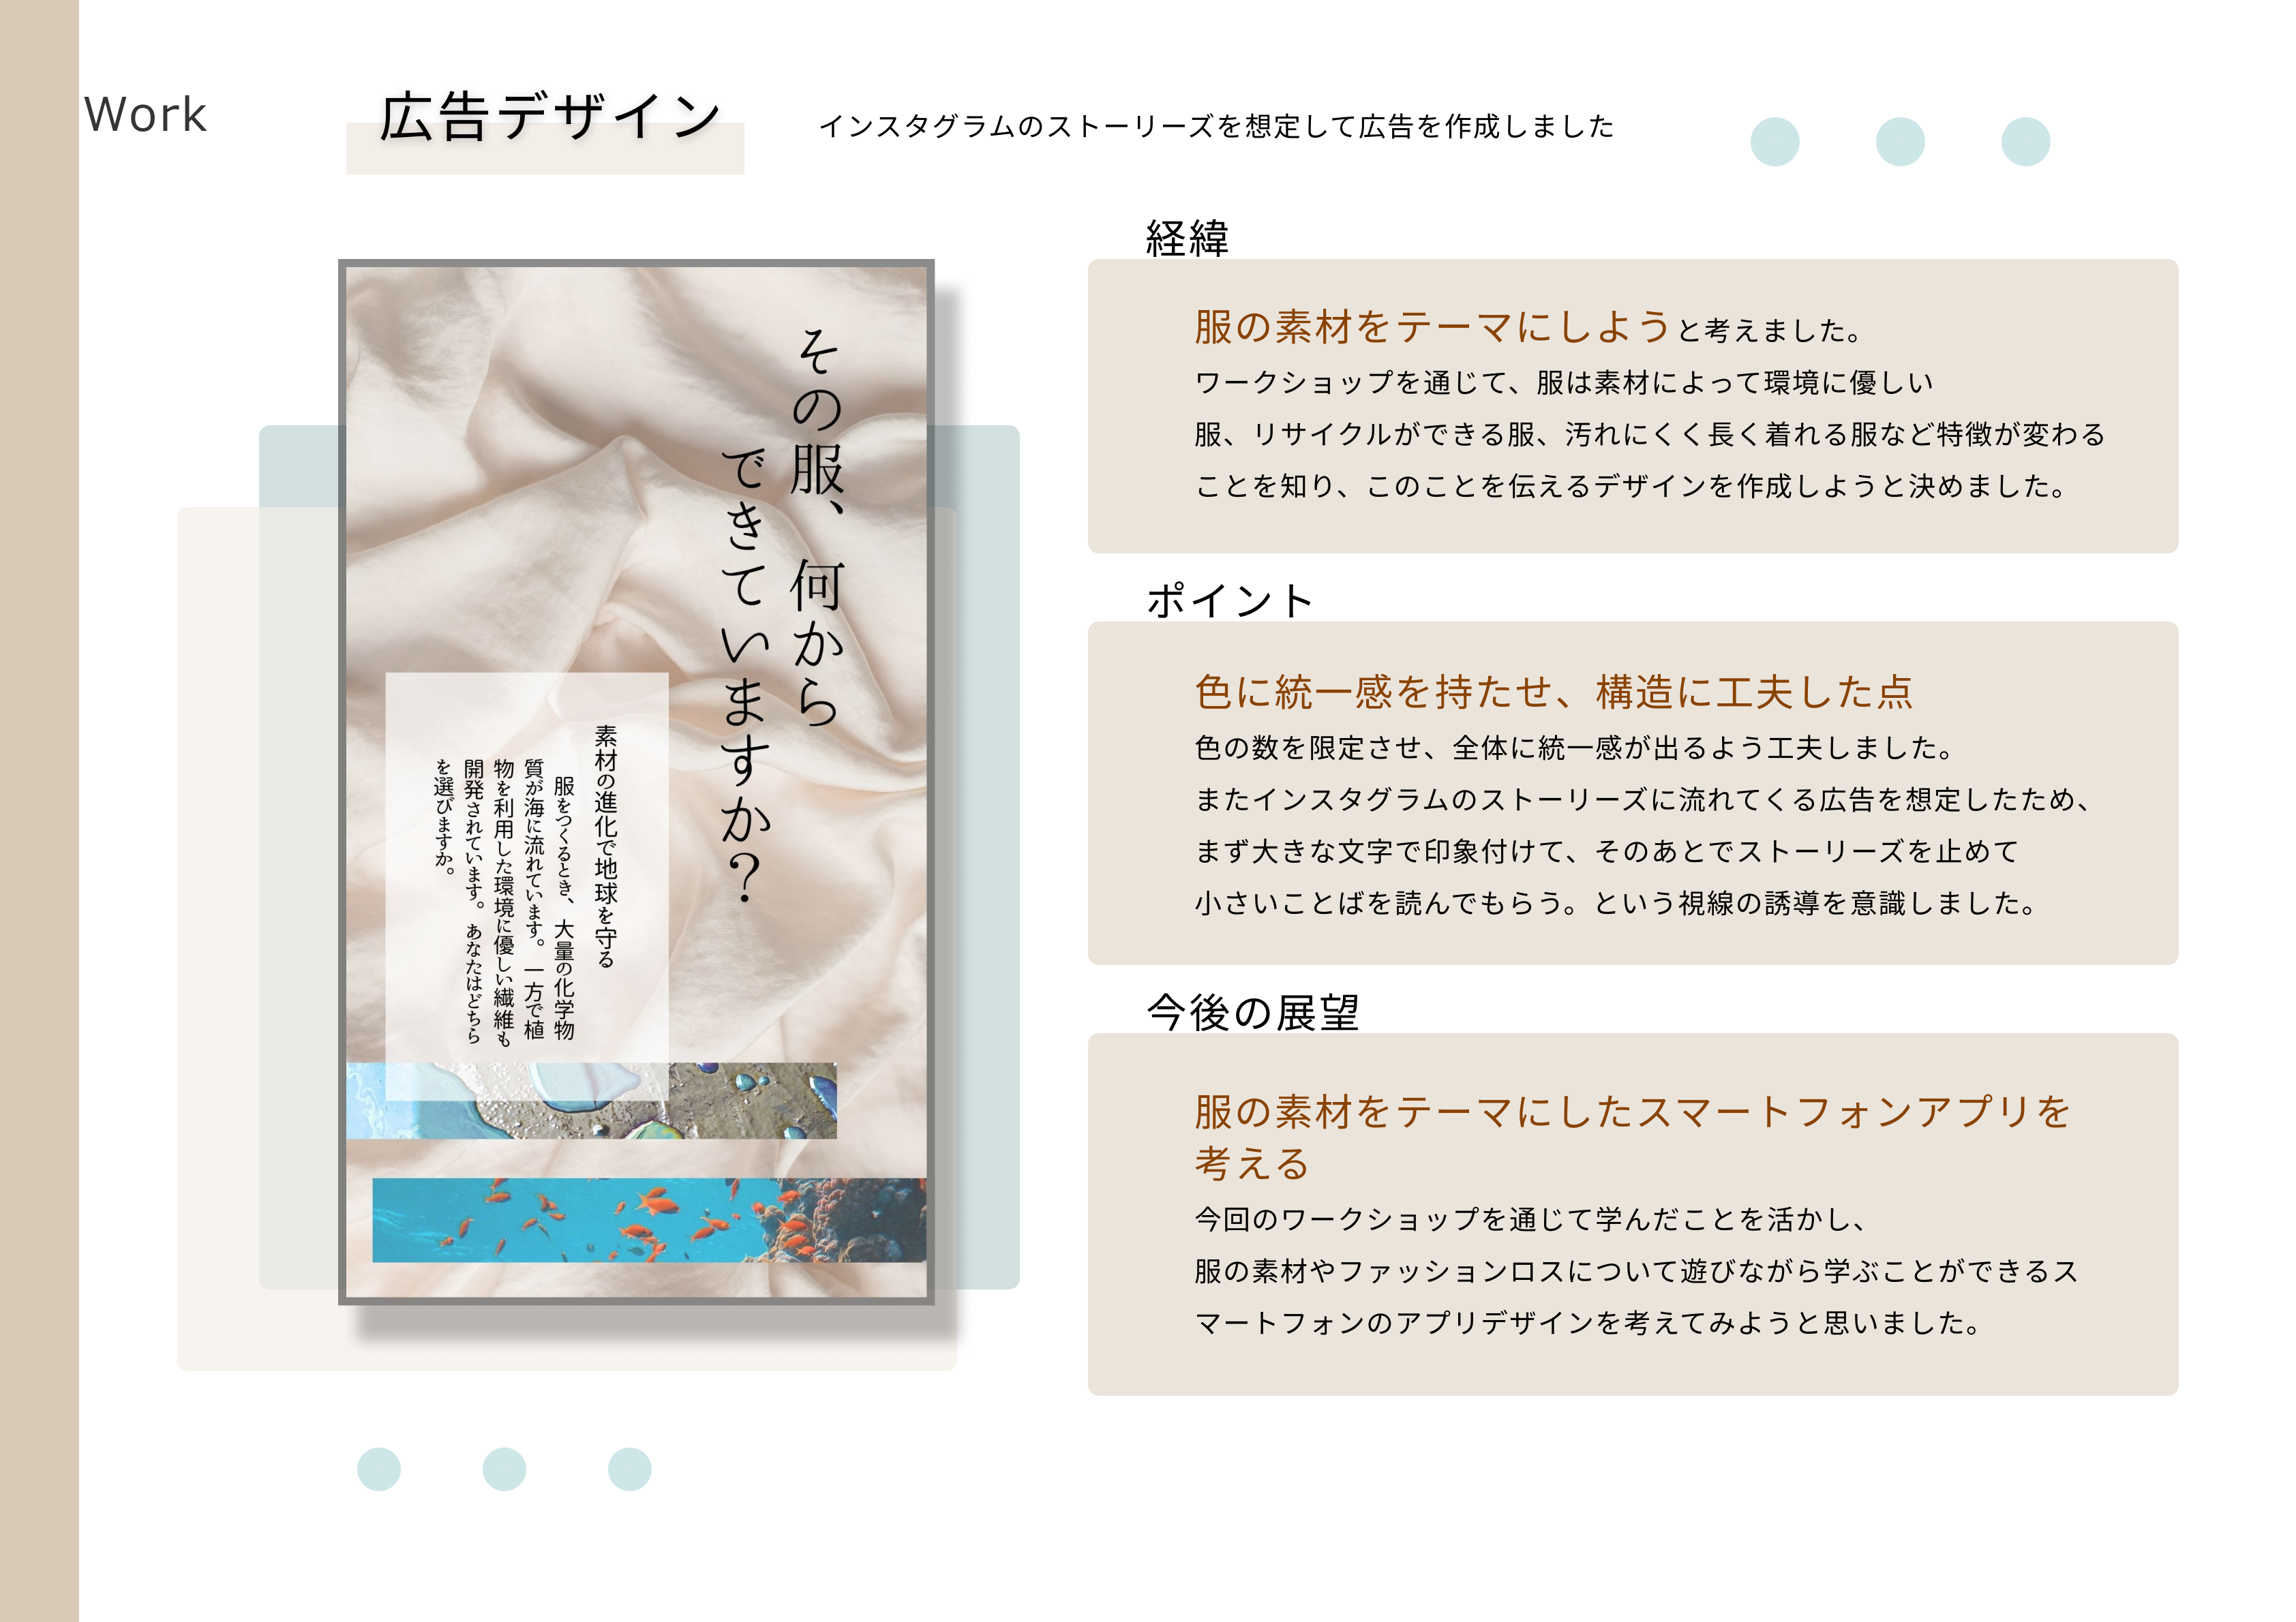 Work
広告デザイン
インスタグラムのストーリーズを想定して広告を作成しました
その服、何から
できていますか?
素材の進化で地球を守る
服をつくるとき、大量の化学物
質が海に流れています。一方で植
物を利用した環境に優しい繊維も
開発されています。あなたはどちら
を選びますか。
経緯
服の素材をテーマにしようと考えました。
ワークショップを通じて、服は素材によって環境に優しい
服、リサイクルができる服、汚れにくく長く着れる服など特徴が変わる
ことを知り、このことを伝えるデザインを作成しようと決めました。
ポイント
色に統一感を持たせ、構造に工夫した点
色の数を限定させ、全体に統一感が出るよう工夫しました。
またインスタグラムのストーリーズに流れてくる広告を想定したため、
まず大きな文字で印象付けて、そのあとでストーリーズを止めて
小さいことばを読んでもらう。という視線の誘導を意識しました。
今後の展望
服の素材をテーマにしたスマートフォンアプリを
考える
今回のワークショップを通じて学んだことを活かし、
服の素材やファッションロスについて遊びながら学ぶことができるス
マートフォンのアプリデザインを考えてみようと思いました。